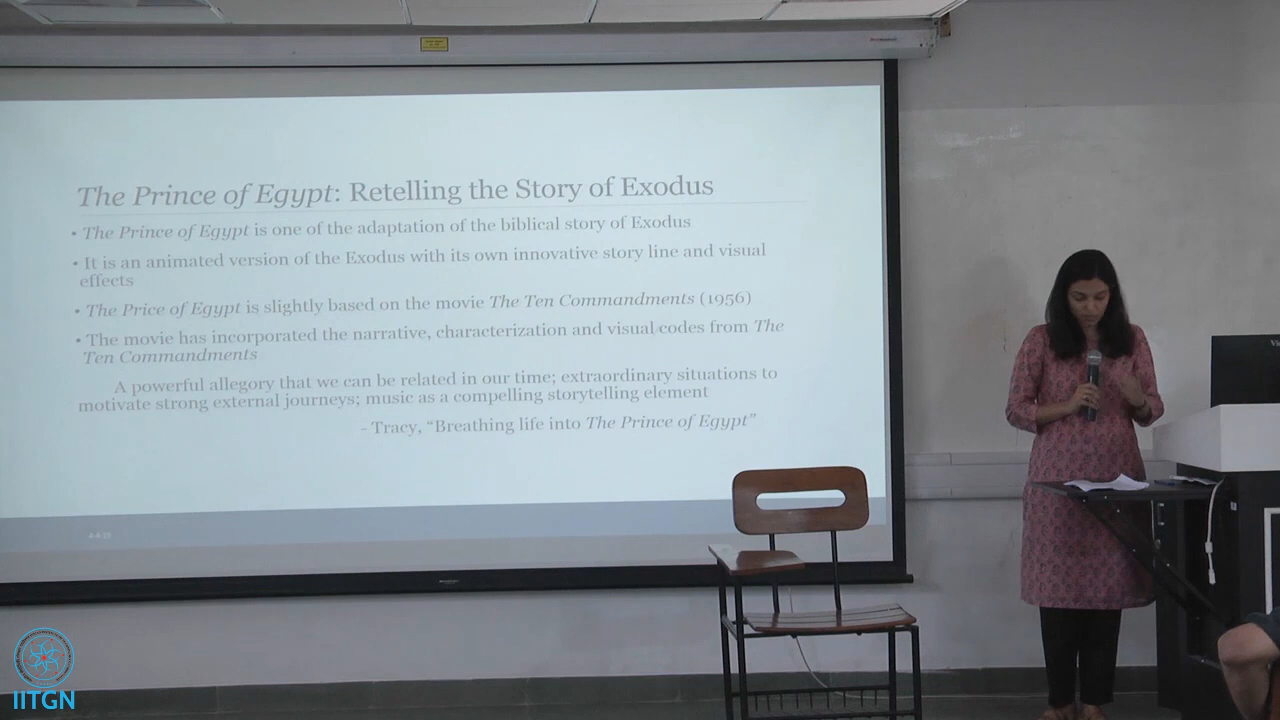 The Prince of Egypt: Retelling the Story of Exodus
• The Prince of Egypt is one of the adaptation of the biblical story of Exodus
• It is an animated version of the Exodus with its own innovative story line and visual
effects
• The Price of Egypt is slightly based on the movie The Ten Commandments (1956)
• The movie has incorporated the narrative, characterization and visual codes from The
Ten Commandments
A powerful allegory that we can be related in our time; extraordinary situations to
motivate strong external journeys; music as a compelling storytelling element
- Tracy, “Breathing life into The Prince of Egypt”
IITGN